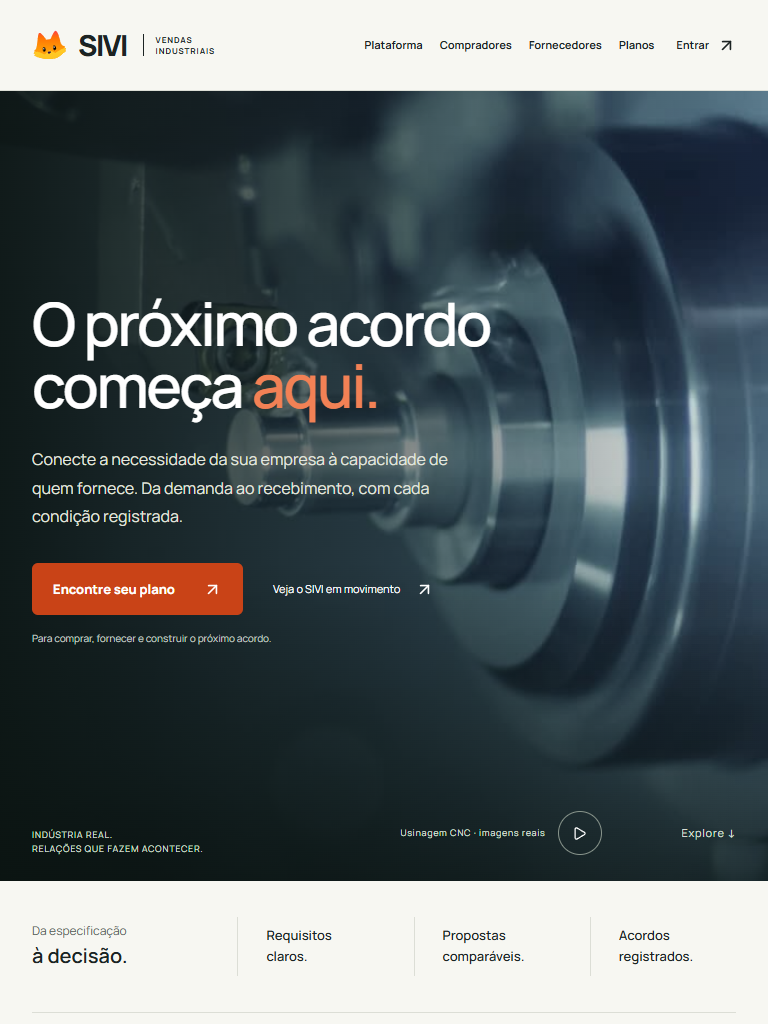 SIVI
VENDAS
INDUSTRIAIS
Plataforma
Compradores
Fornecedores
Planos
Entrar
O próximo acordo
começa aqui.
Conecte a necessidade da sua empresa à capacidade de
quem fornece. Da demanda ao recebimento, com cada
condição registrada.
Encontre seu plano
Veja o SIVI em movimento
Para comprar, fornecer e construir o próximo acordo.
INDÚSTRIA REAL.
RELAÇÕES QUE FAZEM ACONTECER.
Usinagem CNC · imagens reais
Explore ↓
Da especificação
à decisão.
Requisitos
claros.
Propostas
comparáveis.
Acordos
registrados.